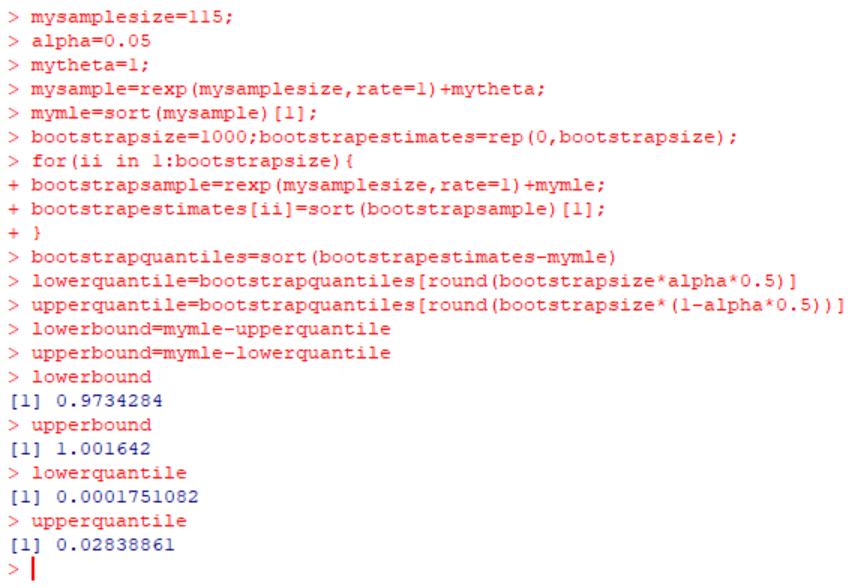 > mysamplesize=115;
> alpha=0.05
> mytheta=1;
> mysample=rexp(mysamplesize,rate=1)+mytheta;
> mymle=sort(mysample)[1];
> bootstrapsize=1000;bootstrapestimates=rep(0,bootstrapsize);
> for(ii in 1:bootstrapsize){
+ bootstrapsample=rexp(mysamplesize,rate=1)+mymle;
+ bootstrapestimates[ii]=sort(bootstrapsample)[1];
+ }
> bootstrapquantiles=sort(bootstrapestimates-mymle)
> lowerquantile=bootstrapquantiles[round(bootstrapsize*alpha*0.5)]
> upperquantile=bootstrapquantiles[round(bootstrapsize*(1-alpha*0.5))]
> lowerbound=mymle-upperquantile
> upperbound=mymle-lowerquantile
> lowerbound
[1] 0.9734284
> upperbound
[1] 1.001642
> lowerquantile
[1] 0.0001751082
> upperquantile
[1] 0.02838861
>